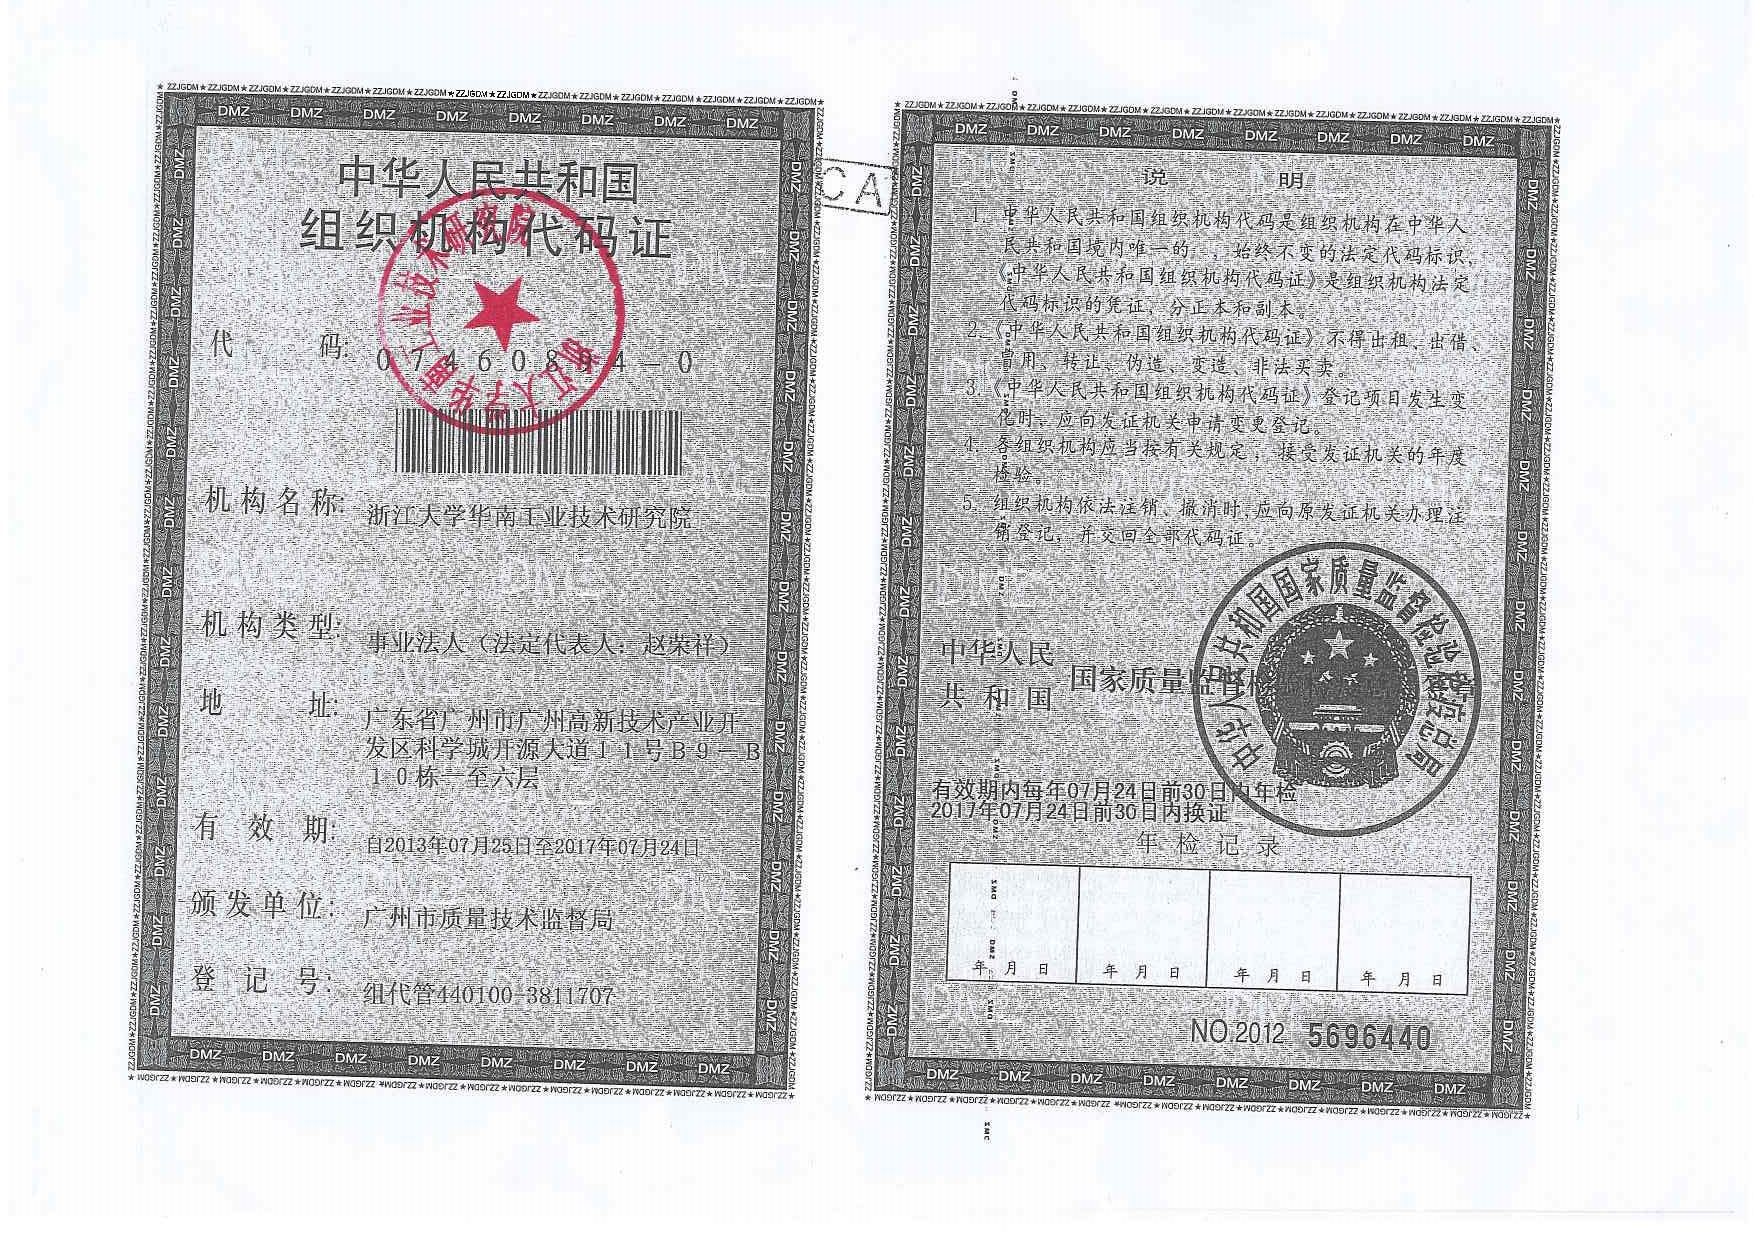 中华人民共和国
组织机构代码证
代 码: 07460894-0
机构名称: 浙江大学华南工业技术研究院
机构类型: 事业法人（法定代表人：赵荣祥）
地 址: 广东省广州市广州高新技术产业开
发区科学城开源大道11号B9-B
10栋一至六层
有 效 期: 自2013年07月25日至2017年07月24日
颁发单位: 广州市质量技术监督局
登 记 号: 组代管440100-3811707
浙江大学华南工业技术研究院
CA
说 明
1. 中华人民共和国组织机构代码是组织机构在中华人
民共和国境内唯一的、始终不变的法定代码标识，
《中华人民共和国组织机构代码证》是组织机构法定
代码标识的凭证，分正本和副本。
2.《中华人民共和国组织机构代码证》不得出租、出借、
冒用、转让、伪造、变造、非法买卖。
3.《中华人民共和国组织机构代码证》登记项目发生变
化时，应向发证机关申请变更登记。
4. 各组织机构应当按有关规定，接受发证机关的年度
检验。
5. 组织机构依法注销、撤消时，应向原发证机关办理注
销登记，并交回全部代码证。
中华人民
共和国
国家质量监督检
中华人民共和国国家质量监督检验检疫总局
有效期内每年07月24日前30日内年检
2017年07月24日前30日内换证
年检记录
年 月 日 年 月 日 年 月 日 年 月 日
NO.2012 5696440